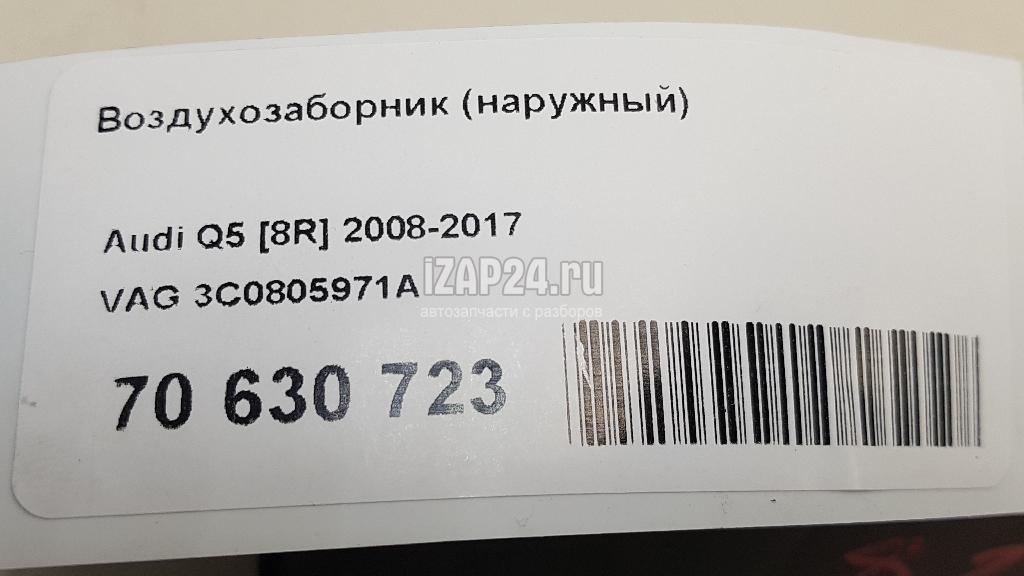 Воздухозаборник (наружный)
Audi Q5 [8R] 2008-2017
VAG 3C0805971A
iZAP24.ru
автозапчасти с разборов
70 630 723